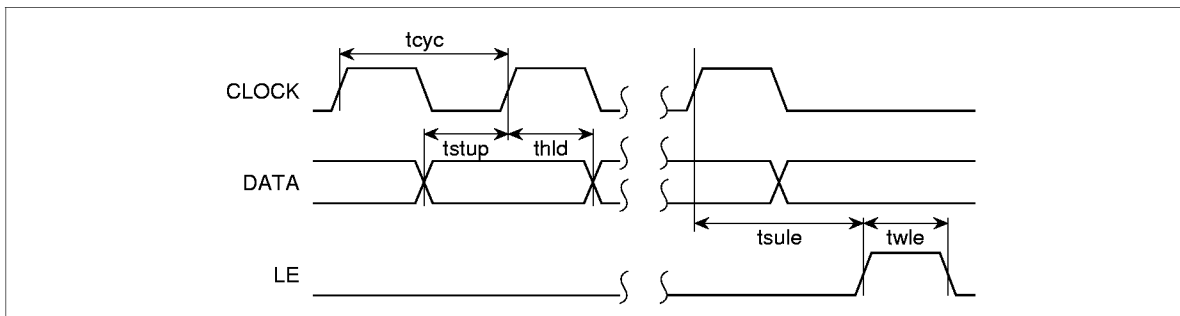 tcyc
CLOCK
tstup
thld
DATA
tsule
twle
LE